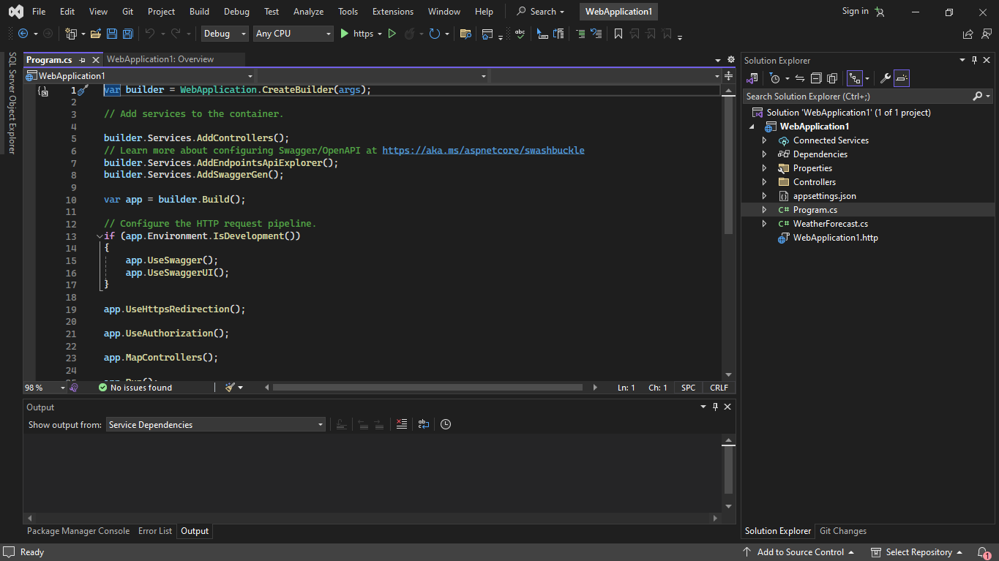 File Edit View Git Project Build Debug Test Analyze Tools Extensions Window Help Search WebApplication1 Sign in
Debug Any CPU https
SQL Server Object Explorer
Program.cs WebApplication1: Overview
WebApplication1
1 var builder = WebApplication.CreateBuilder(args);
2
3 // Add services to the container.
4
5 builder.Services.AddControllers();
6 // Learn more about configuring Swagger/OpenAPI at https://aka.ms/aspnetcore/swashbuckle
7 builder.Services.AddEndpointsApiExplorer();
8 builder.Services.AddSwaggerGen();
9
10 var app = builder.Build();
11
12 // Configure the HTTP request pipeline.
13 if (app.Environment.IsDevelopment())
14 {
15 app.UseSwagger();
16 app.UseSwaggerUI();
17 }
18
19 app.UseHttpsRedirection();
20
21 app.UseAuthorization();
22
23 app.MapControllers();
24
25 app.Run();
98 % No issues found Ln: 1 Ch: 1 SPC CRLF
Output
Show output from: Service Dependencies
Package Manager Console Error List Output
Solution Explorer
Search Solution Explorer (Ctrl+;)
Solution 'WebApplication1' (1 of 1 project)
WebApplication1
Connected Services
Dependencies
Properties
Controllers
appsettings.json
C# Program.cs
C# WeatherForecast.cs
WebApplication1.http
Solution Explorer Git Changes
Ready Add to Source Control Select Repository 1